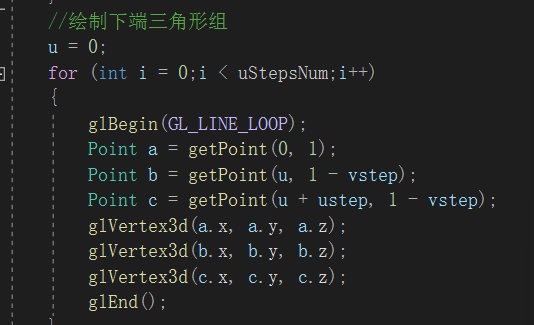 //绘制下端三角形组
u = 0;
for (int i = 0;i < uStepsNum;i++)
{
glBegin(GL_LINE_LOOP);
Point a = getPoint(0, 1);
Point b = getPoint(u, 1 - vstep);
Point c = getPoint(u + ustep, 1 - vstep);
glVertex3d(a.x, a.y, a.z);
glVertex3d(b.x, b.y, b.z);
glVertex3d(c.x, c.y, c.z);
glEnd();